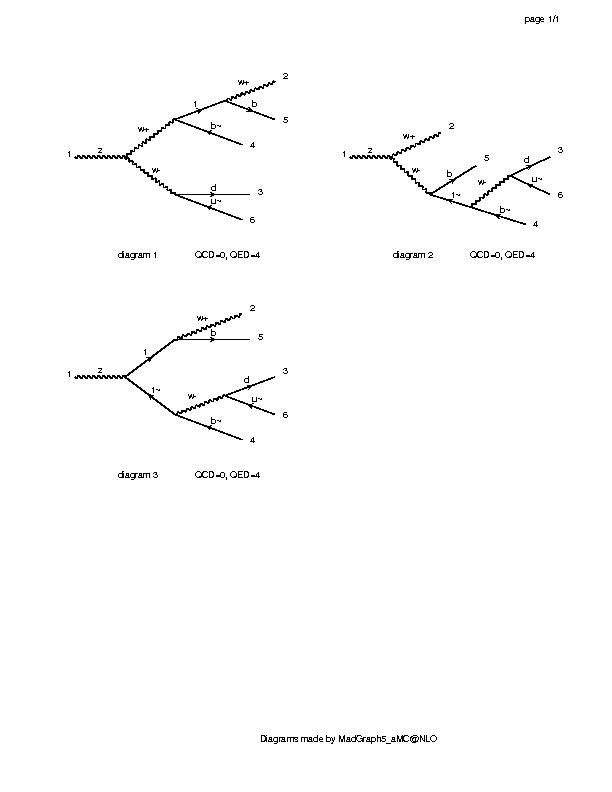 page 1/1
1
z
w+
w-
t
w+
2
b
5
b~
4
d
3
u~
6
diagram 1 QCD=0, QED=4
1
z
w+
2
w-
b
5
t~
w-
d
3
u~
6
b~
4
diagram 2 QCD=0, QED=4
1
z
t
w+
2
b
5
t~
w-
d
3
u~
6
b~
4
diagram 3 QCD=0, QED=4
Diagrams made by MadGraph5_aMC@NLO